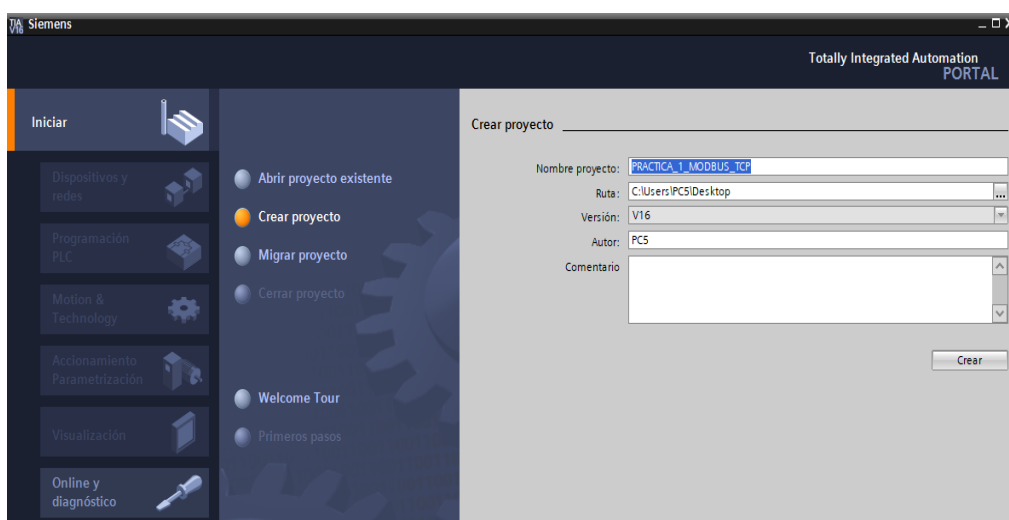 TIA V16 Siemens
Totally Integrated Automation
PORTAL
Iniciar
Dispositivos y
redes
Programación
PLC
Motion &
Technology
Accionamiento
Parametrización
Visualización
Online y
diagnóstico
Abrir proyecto existente
Crear proyecto
Migrar proyecto
Cerrar proyecto
Welcome Tour
Primeros pasos
Crear proyecto
Nombre proyecto: PRACTICA_1_MODBUS_TCP
Ruta: C:\Users\PC5\Desktop ...
Versión: V16
Autor: PC5
Comentario
Crear